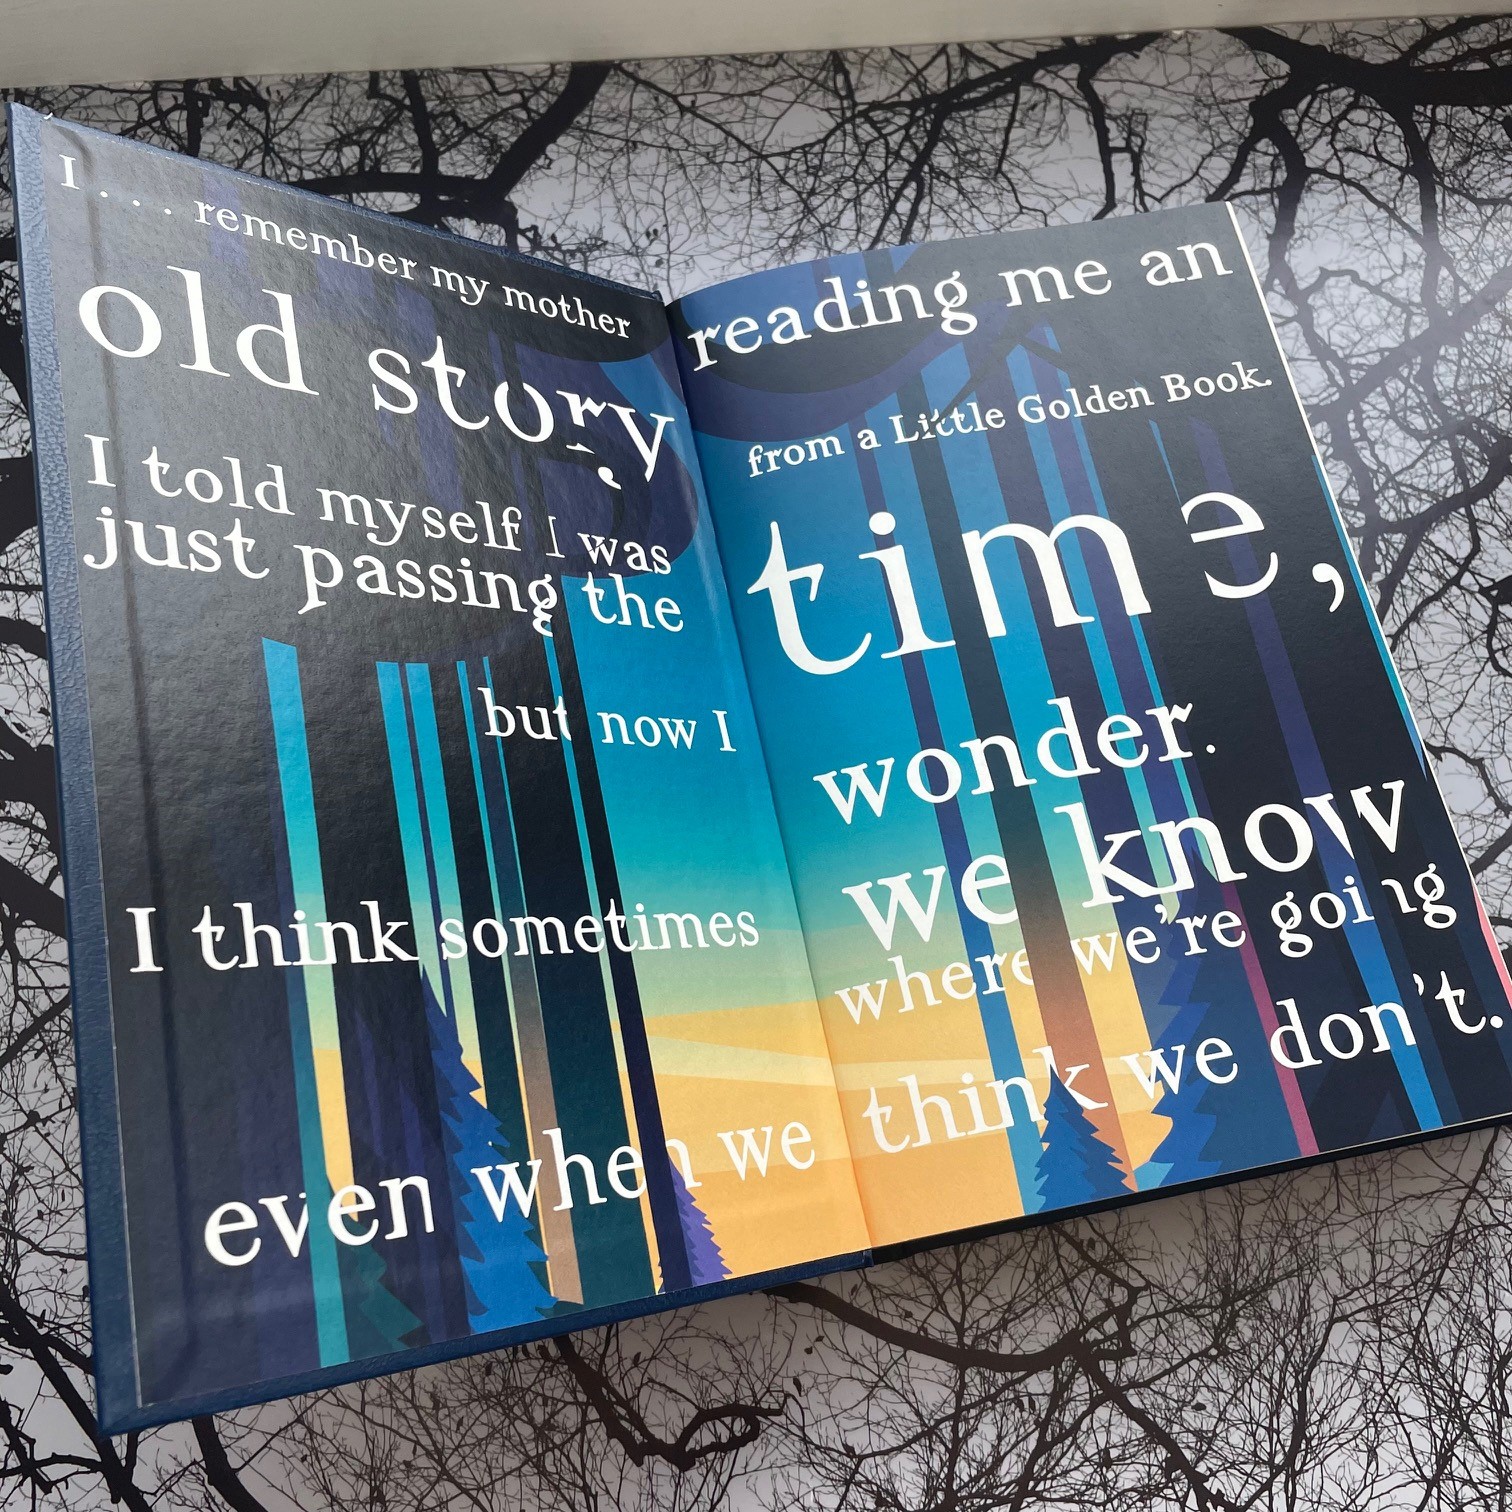 I . . . remember my mother reading me an
old story from a Little Golden Book.
I told myself I was
just passing the time,
but now I wonder.
I think sometimes we know
where we're going
even when we think we don't.